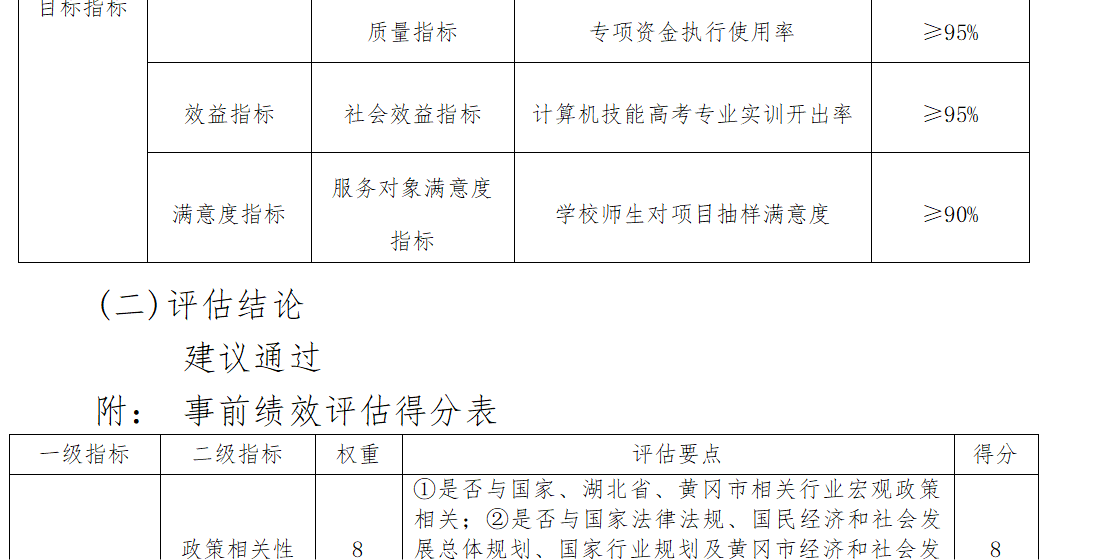 目标指标
质量指标 专项资金执行使用率 ≥95%
效益指标 社会效益指标 计算机技能高考专业实训开出率 ≥95%
服务对象满意度
满意度指标 学校师生对项目抽样满意度 ≥90%
指标
(二)评估结论
建议通过
附： 事前绩效评估得分表
一级指标 二级指标 权重 评估要点 得分
①是否与国家、湖北省、黄冈市相关行业宏观政策
相关；②是否与国家法律法规、国民经济和社会发
政策相关性 8 展总体规划、国家行业规划及黄冈市经济和社会发 8